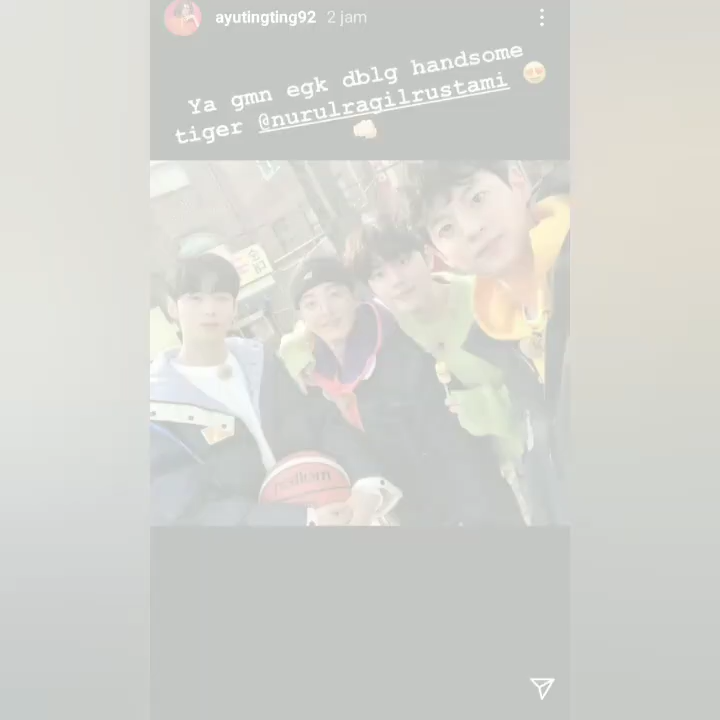 ayutingting92 2 jam
Ya gmn egk dblg handsome
tiger @nurulragilrustami